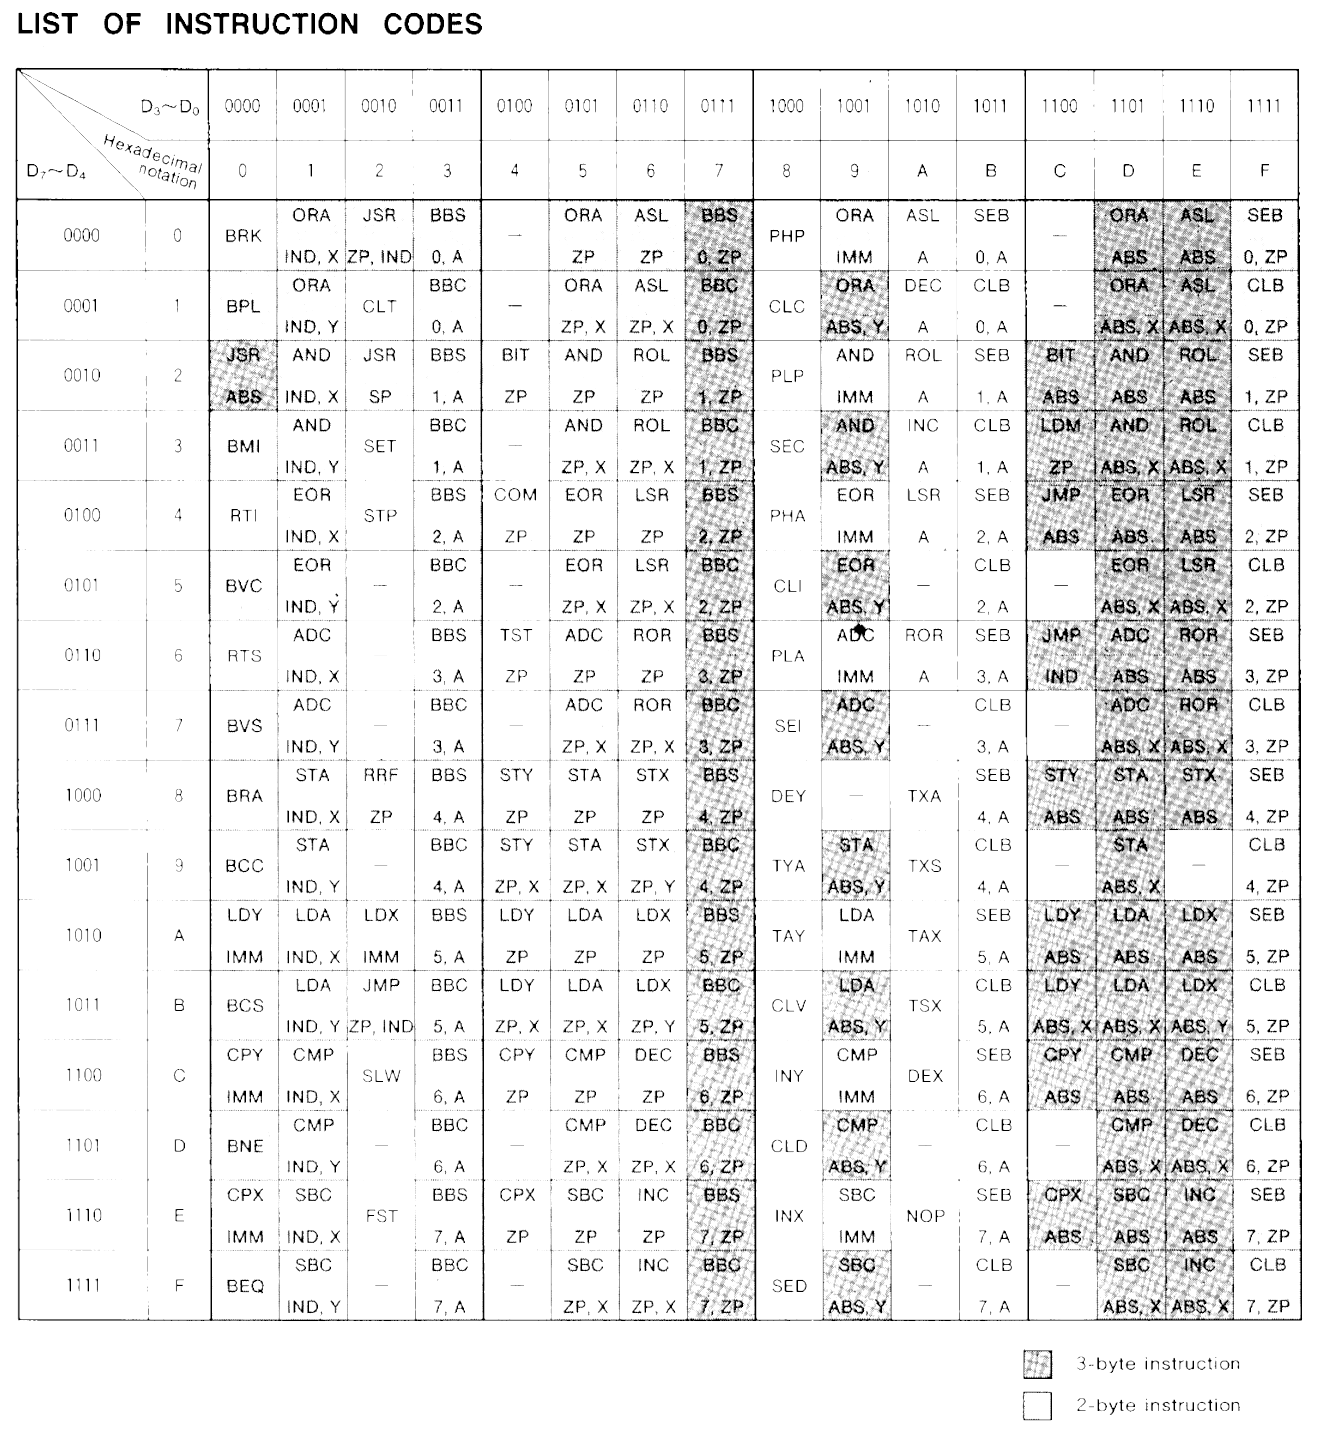 LIST OF INSTRUCTION CODES
D₃~D₀ 0000 0001 0010 0011 0100 0101 0110 0111 1000 1001 1010 1011 1100 1101 1110 1111
Hexadecimal notation
D₇~D₄ 0 1 2 3 4 5 6 7 8 9 A B C D E F
ORA JSR BBS ORA ASL BBS ORA ASL SEB ORA ASL SEB
0000 0 BRK — PHP —
IND, X ZP, IND 0, A ZP ZP 0, ZP IMM A 0, A ABS ABS 0, ZP
ORA BBC ORA ASL BBC ORA DEC CLB ORA ASL CLB
0001 1 BPL CLT — CLC —
IND, Y 0, A ZP, X ZP, X 0, ZP ABS, Y A 0, A ABS, X ABS, X 0, ZP
JSR AND JSR BBS BIT AND ROL BBS AND ROL SEB BIT AND ROL SEB
0010 2 PLP
ABS IND, X SP 1, A ZP ZP ZP 1, ZP IMM A 1, A ABS ABS ABS 1, ZP
AND BBC AND ROL BBC AND INC CLB LDM AND ROL CLB
0011 3 BMI SET — SEC
IND, Y 1, A ZP, X ZP, X 1, ZP ABS, Y A 1, A ZP ABS, X ABS, X 1, ZP
EOR BBS COM EOR LSR BBS EOR LSR SEB JMP EOR LSR SEB
0100 4 RTI STP PHA
IND, X 2, A ZP ZP ZP 2, ZP IMM A 2, A ABS ABS ABS 2, ZP
EOR BBC EOR LSR BBC EOR CLB EOR LSR CLB
0101 5 BVC — — CLI — —
IND, Y 2, A ZP, X ZP, X 2, ZP ABS, Y 2, A ABS, X ABS, X 2, ZP
ADC BBS TST ADC ROR BBS ADC ROR SEB JMP ADC ROR SEB
0110 6 RTS — PLA
IND, X 3, A ZP ZP ZP 3, ZP IMM A 3, A IND ABS ABS 3, ZP
ADC BBC ADC ROR BBC ADC CLB ADC ROR CLB
0111 7 BVS — — SEI — —
IND, Y 3, A ZP, X ZP, X 3, ZP ABS, Y 3, A ABS, X ABS, X 3, ZP
STA RRF BBS STY STA STX BBS SEB STY STA STX SEB
1000 8 BRA DEY — TXA
IND, X ZP 4, A ZP ZP ZP 4, ZP 4, A ABS ABS ABS 4, ZP
STA BBC STY STA STX BBC STA CLB STA CLB
1001 9 BCC — TYA TXS — —
IND, Y 4, A ZP, X ZP, X ZP, Y 4, ZP ABS, Y 4, A ABS, X 4, ZP
LDY LDA LDX BBS LDY LDA LDX BBS LDA SEB LDY LDA LDX SEB
1010 A TAY TAX
IMM IND, X IMM 5, A ZP ZP ZP 5, ZP IMM 5, A ABS ABS ABS 5, ZP
LDA JMP BBC LDY LDA LDX BBC LDA CLB LDY LDA LDX CLB
1011 B BCS CLV TSX
IND, Y ZP, IND 5, A ZP, X ZP, X ZP, Y 5, ZP ABS, Y 5, A ABS, X ABS, X ABS, Y 5, ZP
CPY CMP BBS CPY CMP DEC BBS CMP SEB CPY CMP DEC SEB
1100 C SLW INY DEX
IMM IND, X 6, A ZP ZP ZP 6, ZP IMM 6, A ABS ABS ABS 6, ZP
CMP BBC CMP DEC BBC CMP CLB CMP DEC CLB
1101 D BNE — — CLD — —
IND, Y 6, A ZP, X ZP, X 6, ZP ABS, Y 6, A ABS, X ABS, X 6, ZP
CPX SBC BBS CPX SBC INC BBS SBC SEB CPX SBC INC SEB
1110 E FST INX NOP
IMM IND, X 7, A ZP ZP ZP 7, ZP IMM 7, A ABS ABS ABS 7, ZP
SBC BBC SBC INC BBC SBC CLB SBC INC CLB
1111 F BEQ — — SED — —
IND, Y 7, A ZP, X ZP, X 7, ZP ABS, Y 7, A ABS, X ABS, X 7, ZP
3-byte instruction
2-byte instruction